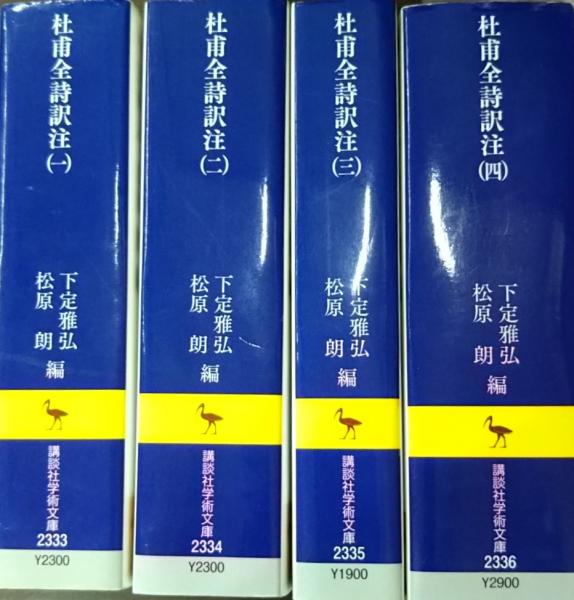 杜甫全詩訳注(一)
下定雅弘
松原 朗 編
講談社学術文庫
2333
Y2300
杜甫全詩訳注(二)
下定雅弘
松原 朗 編
講談社学術文庫
2334
Y2300
杜甫全詩訳注(三)
下定雅弘
松原 朗 編
講談社学術文庫
2335
Y1900
杜甫全詩訳注(四)
下定雅弘
松原 朗 編
講談社学術文庫
2336
Y2900